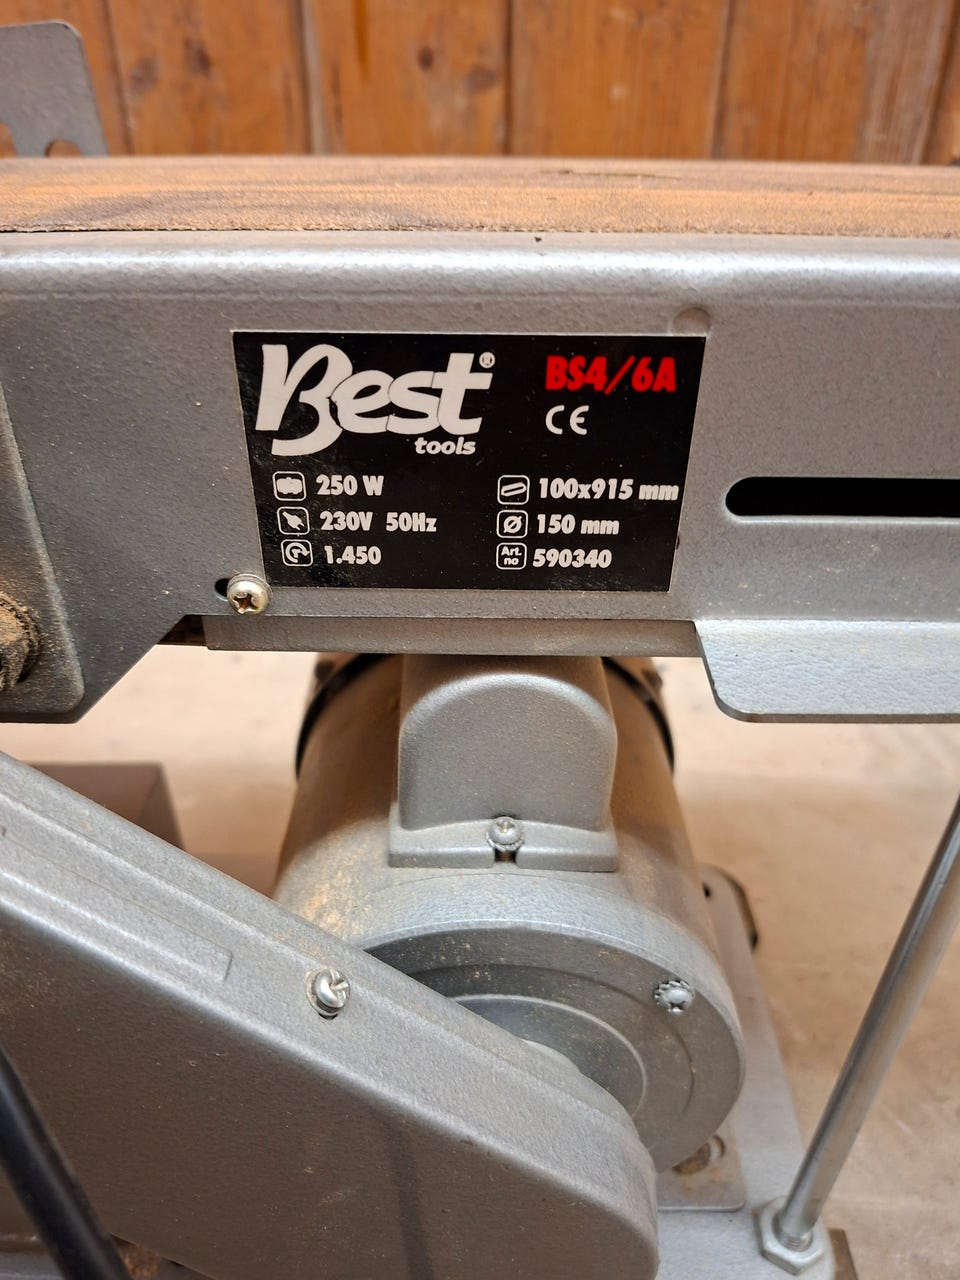 Best®
tools
BS4/6A
CE
250 W
230V 50Hz
1.450
100x915 mm
Ø 150 mm
Art. no 590340